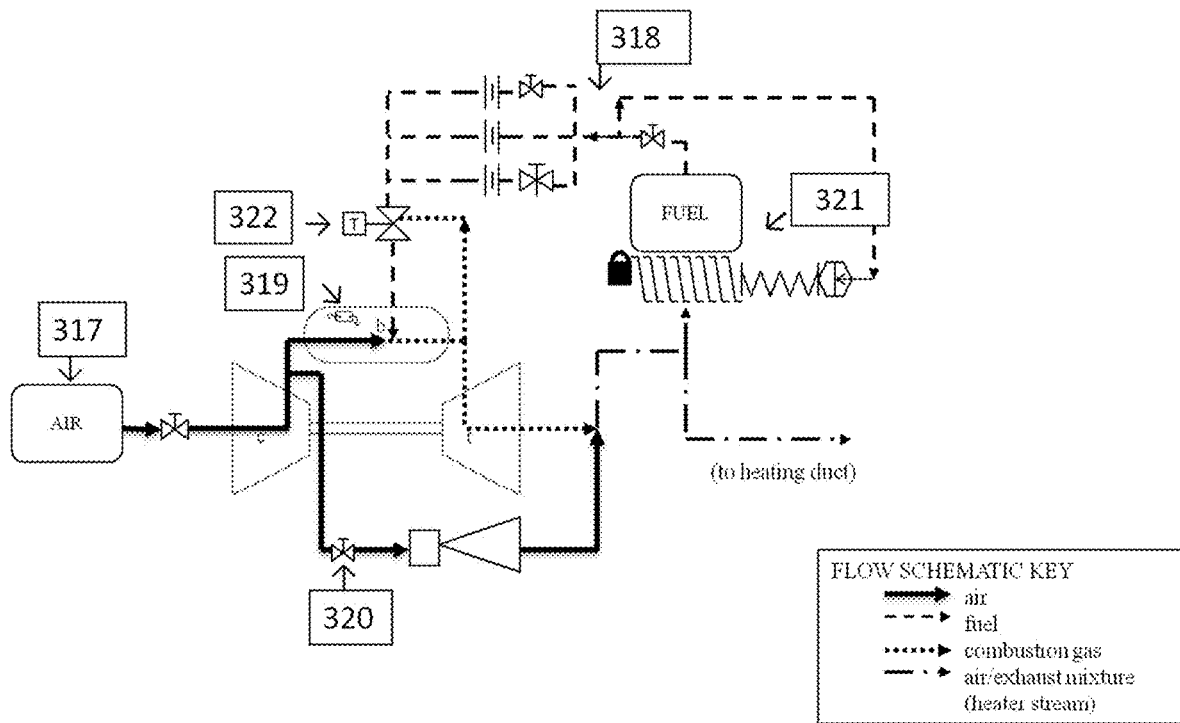 318
322
T
FUEL
321
319
317
AIR
(to heating duct)
320
FLOW SCHEMATIC KEY
air
fuel
combustion gas
air/exhaust mixture
(heater stream)